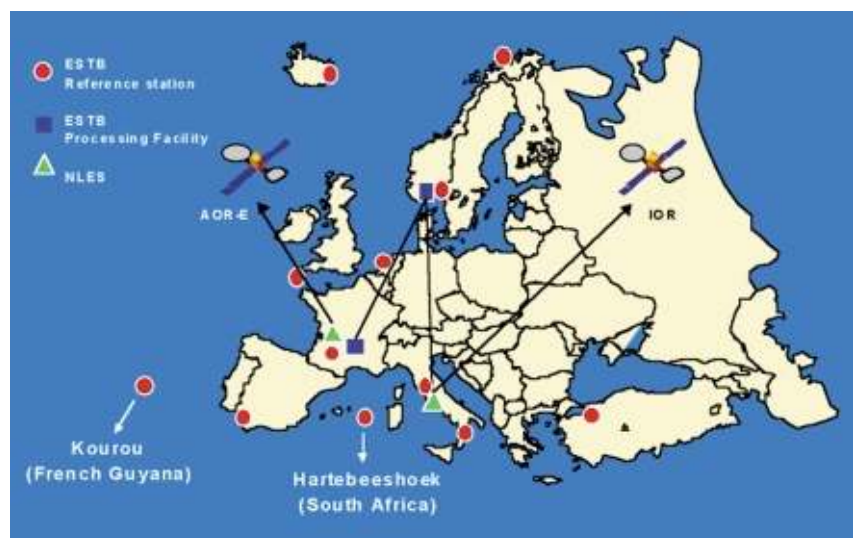 ESTB
Reference station
ESTB
Processing Facility
NLES
AOR-E
IOR
Kourou
(French Guyana)
Hartebeeshoek
(South Africa)